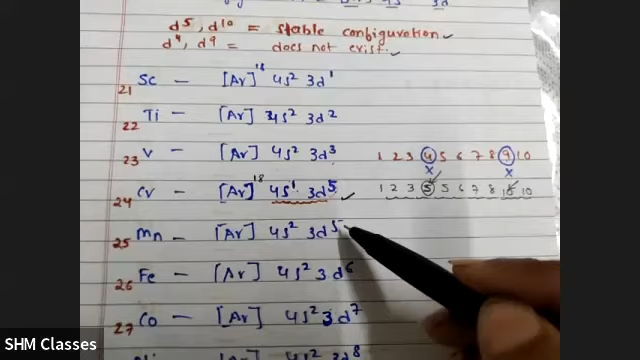 d⁵, d¹⁰ = stable configuration
d⁴, d⁹ = does not exist.
21 Sc - [Ar]¹⁸ 4s² 3d¹
22 Ti - [Ar] 4s² 3d²
23 V - [Ar] 4s² 3d³
1 2 3 4 5 6 7 8 9 10
x x
24 Cr - [Ar]¹⁸ 4s¹ 3d⁵
1 2 3 5 5 6 7 8 10 10
25 Mn - [Ar] 4s² 3d⁵
26 Fe - [Ar] 4s² 3d⁶
27 Co - [Ar] 4s² 3d⁷
[Ar] 4s² 3d⁸
SHM Classes